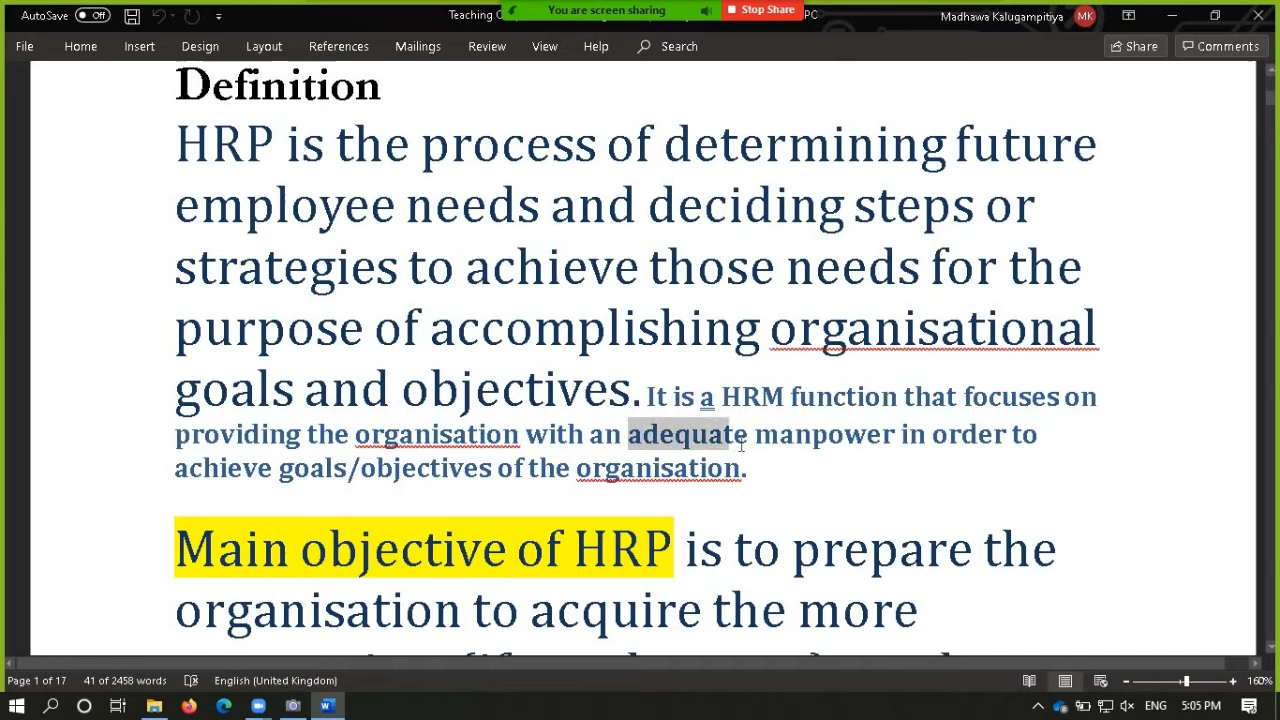 AutoSave Off Teaching You are screen sharing Stop Share PC Madhawa Kalugampitiya MK
File Home Insert Design Layout References Mailings Review View Help Search Share Comments
Definition
HRP is the process of determining future
employee needs and deciding steps or
strategies to achieve those needs for the
purpose of accomplishing organisational
goals and objectives. It is a HRM function that focuses on
providing the organisation with an adequate manpower in order to
achieve goals/objectives of the organisation.
Main objective of HRP is to prepare the
organisation to acquire the more
Page 1 of 17 41 of 2458 words English (United Kingdom) 160%
ENG 5:05 PM